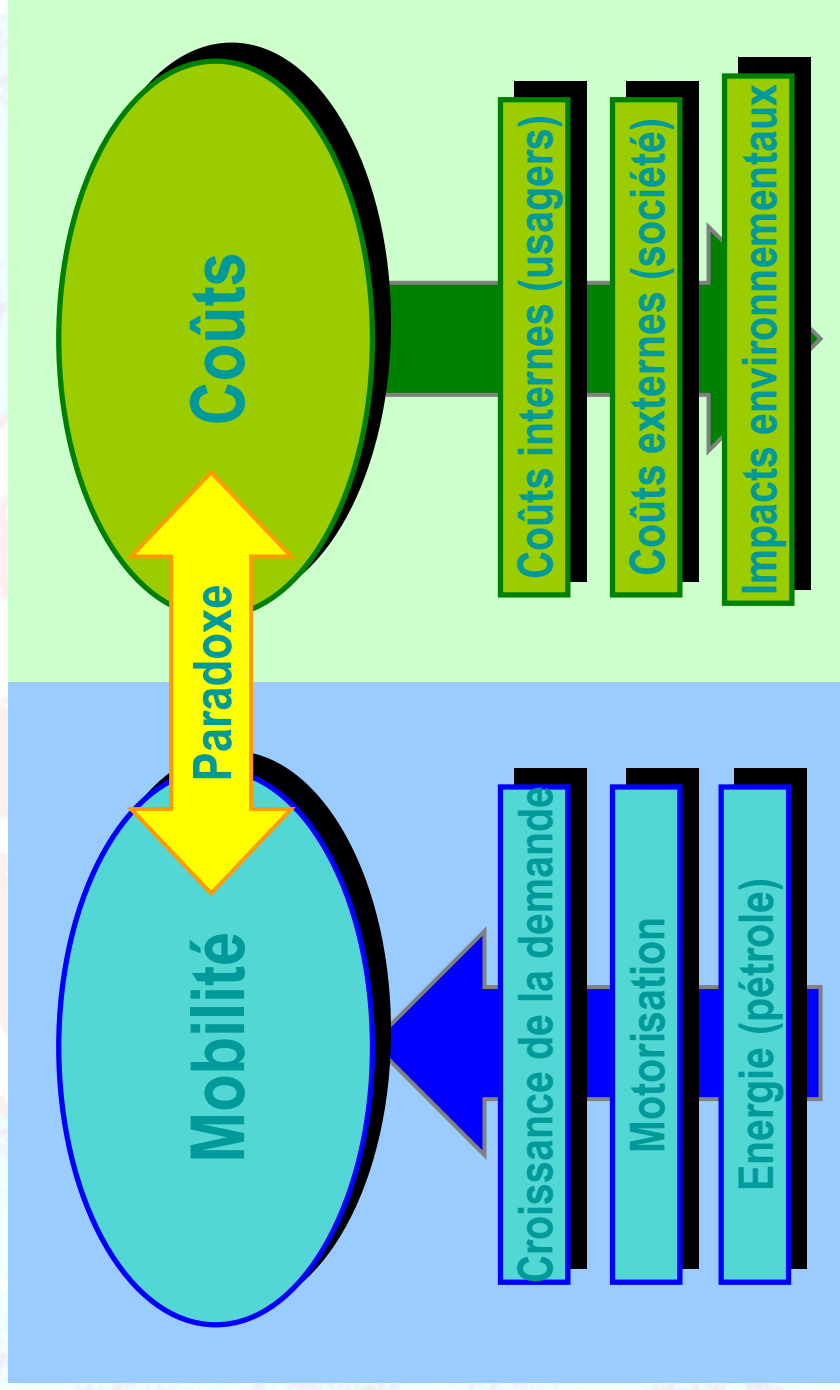 Mobilité
Paradoxe
Coûts
Croissance de la demande
Motorisation
Energie (pétrole)
Coûts internes (usagers)
Coûts externes (société)
Impacts environnementaux